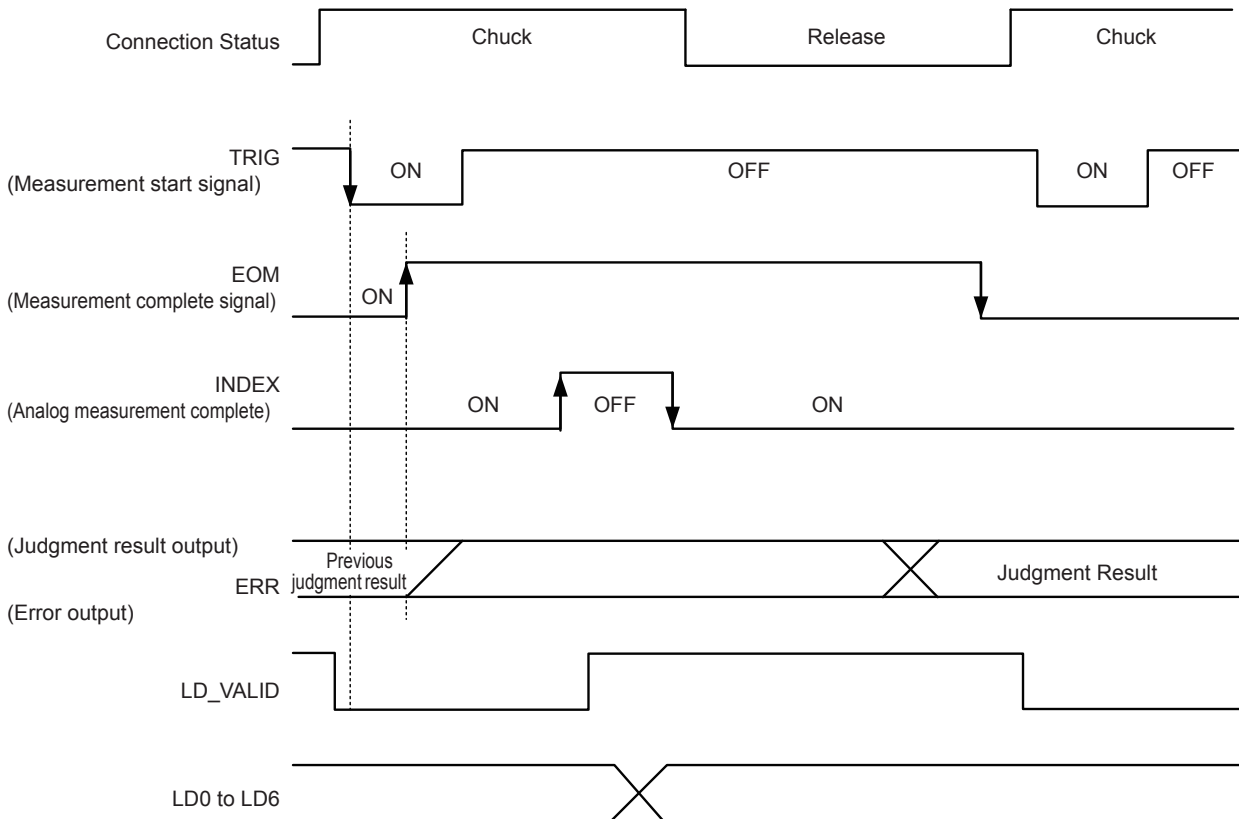 Connection Status
Chuck
Release
Chuck
TRIG
(Measurement start signal)
ON
OFF
ON
OFF
EOM
(Measurement complete signal)
ON
INDEX
(Analog measurement complete)
ON
OFF
ON
(Judgment result output)
Previous
judgment result
ERR
Judgment Result
(Error output)
LD_VALID
LD0 to LD6